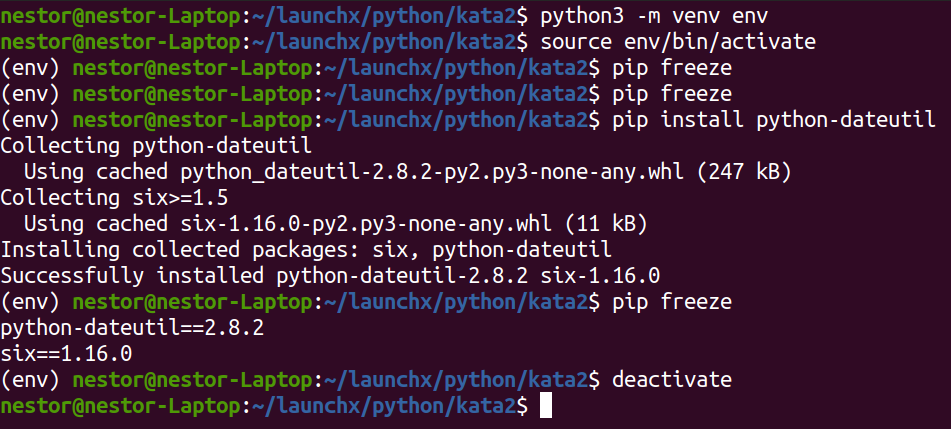 nestor@nestor-Laptop:~/launchx/python/kata2$ python3 -m venv env
nestor@nestor-Laptop:~/launchx/python/kata2$ source env/bin/activate
(env) nestor@nestor-Laptop:~/launchx/python/kata2$ pip freeze
(env) nestor@nestor-Laptop:~/launchx/python/kata2$ pip freeze
(env) nestor@nestor-Laptop:~/launchx/python/kata2$ pip install python-dateutil
Collecting python-dateutil
  Using cached python_dateutil-2.8.2-py2.py3-none-any.whl (247 kB)
Collecting six>=1.5
  Using cached six-1.16.0-py2.py3-none-any.whl (11 kB)
Installing collected packages: six, python-dateutil
Successfully installed python-dateutil-2.8.2 six-1.16.0
(env) nestor@nestor-Laptop:~/launchx/python/kata2$ pip freeze
python-dateutil==2.8.2
six==1.16.0
(env) nestor@nestor-Laptop:~/launchx/python/kata2$ deactivate
nestor@nestor-Laptop:~/launchx/python/kata2$